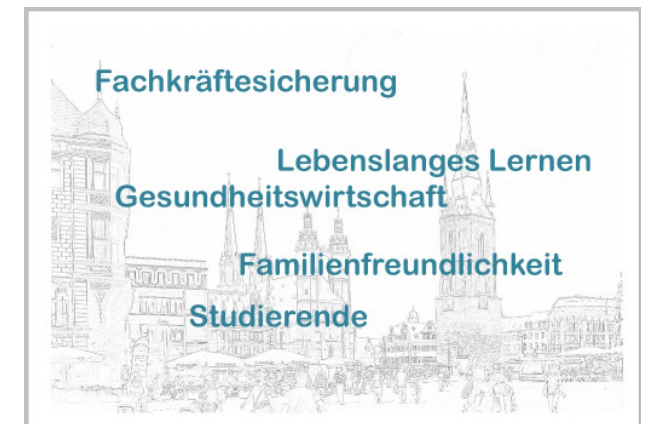 Fachkräftesicherung
Lebenslanges Lernen
Gesundheitswirtschaft
Familienfreundlichkeit
Studierende